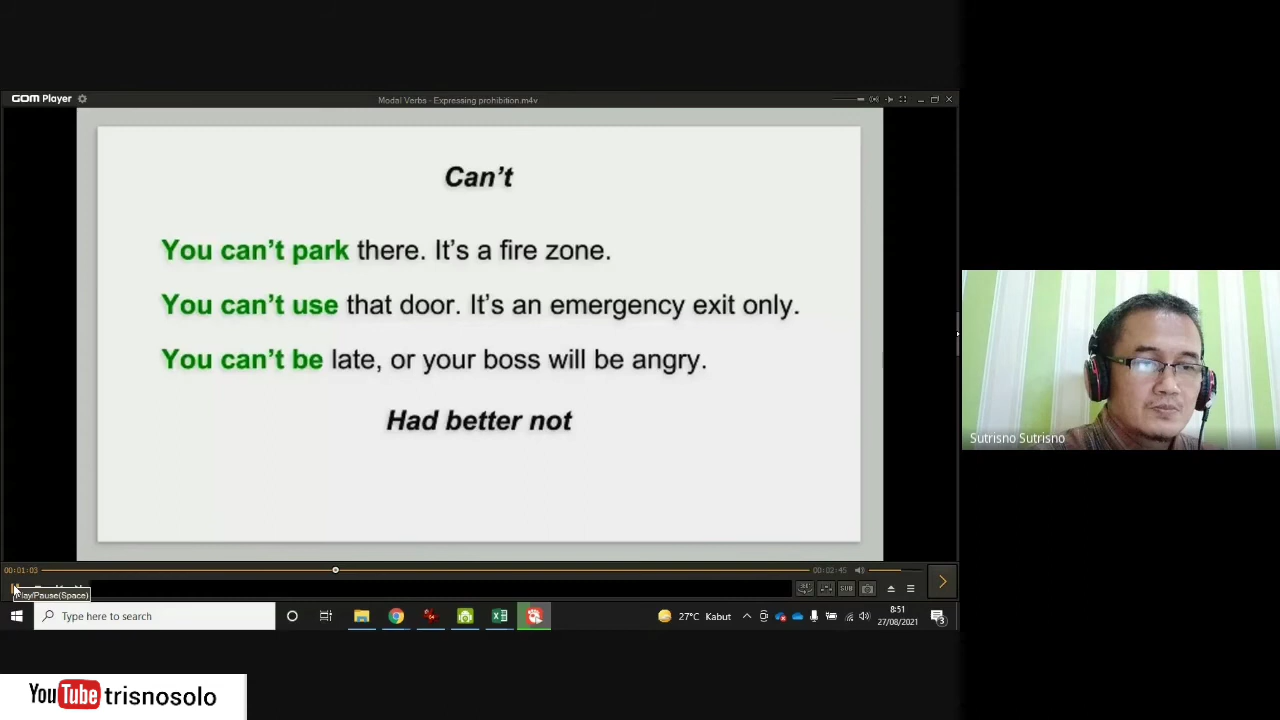 GOM Player
Modal Verbs - Expressing prohibition.m4v
Can't
You can't park there. It's a fire zone.
You can't use that door. It's an emergency exit only.
You can't be late, or your boss will be angry.
Had better not
Sutrisno Sutrisno
00:01:03
00:02:45
Play/Pause(Space)
SUB
Type here to search
27°C Kabut
8:51
27/08/2021
3
YouTube trisnosolo